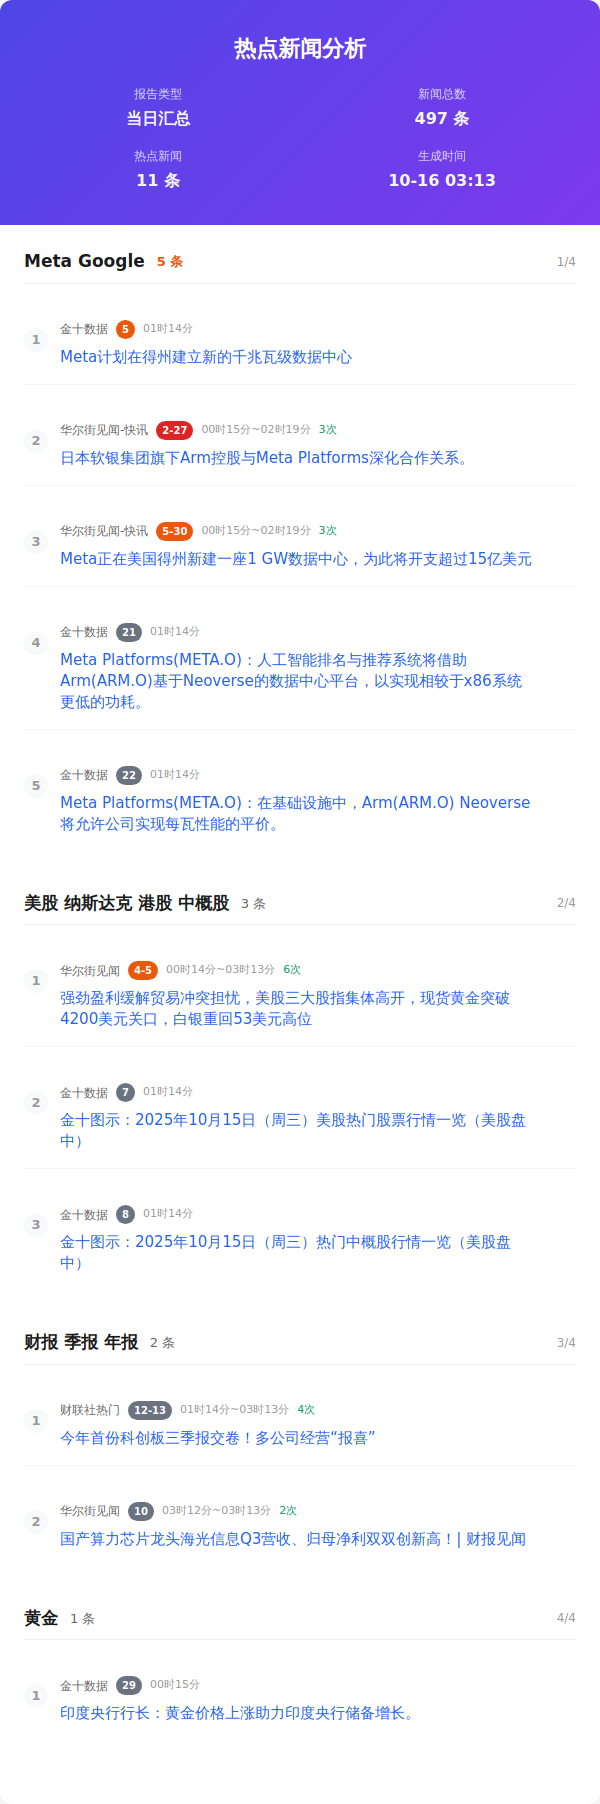 热点新闻分析
报告类型
新闻总数
当日汇总
497 条
热点新闻
生成时间
11 条
10-16 03:13
Meta Google 5 条 1/4
1
金十数据 5 01时14分
Meta计划在得州建立新的千兆瓦级数据中心
2
华尔街见闻-快讯 2-27 00时15分~02时19分 3次
日本软银集团旗下Arm控股与Meta Platforms深化合作关系。
3
华尔街见闻-快讯 5-30 00时15分~02时19分 3次
Meta正在美国得州新建一座1 GW数据中心，为此将开支超过15亿美元
4
金十数据 21 01时14分
Meta Platforms(META.O)：人工智能排名与推荐系统将借助
Arm(ARM.O)基于Neoverse的数据中心平台，以实现相较于x86系统
更低的功耗。
5
金十数据 22 01时14分
Meta Platforms(META.O)：在基础设施中，Arm(ARM.O) Neoverse
将允许公司实现每瓦性能的平价。
美股 纳斯达克 港股 中概股 3 条 2/4
1
华尔街见闻 4-5 00时14分~03时13分 6次
强劲盈利缓解贸易冲突担忧，美股三大股指集体高开，现货黄金突破
4200美元关口，白银重回53美元高位
2
金十数据 7 01时14分
金十图示：2025年10月15日（周三）美股热门股票行情一览（美股盘
中）
3
金十数据 8 01时14分
金十图示：2025年10月15日（周三）热门中概股行情一览（美股盘
中）
财报 季报 年报 2 条 3/4
1
财联社热门 12-13 01时14分~03时13分 4次
今年首份科创板三季报交卷！多公司经营“报喜”
2
华尔街见闻 10 03时12分~03时13分 2次
国产算力芯片龙头海光信息Q3营收、归母净利双双创新高！| 财报见闻
黄金 1 条 4/4
1
金十数据 29 00时15分
印度央行行长：黄金价格上涨助力印度央行储备增长。